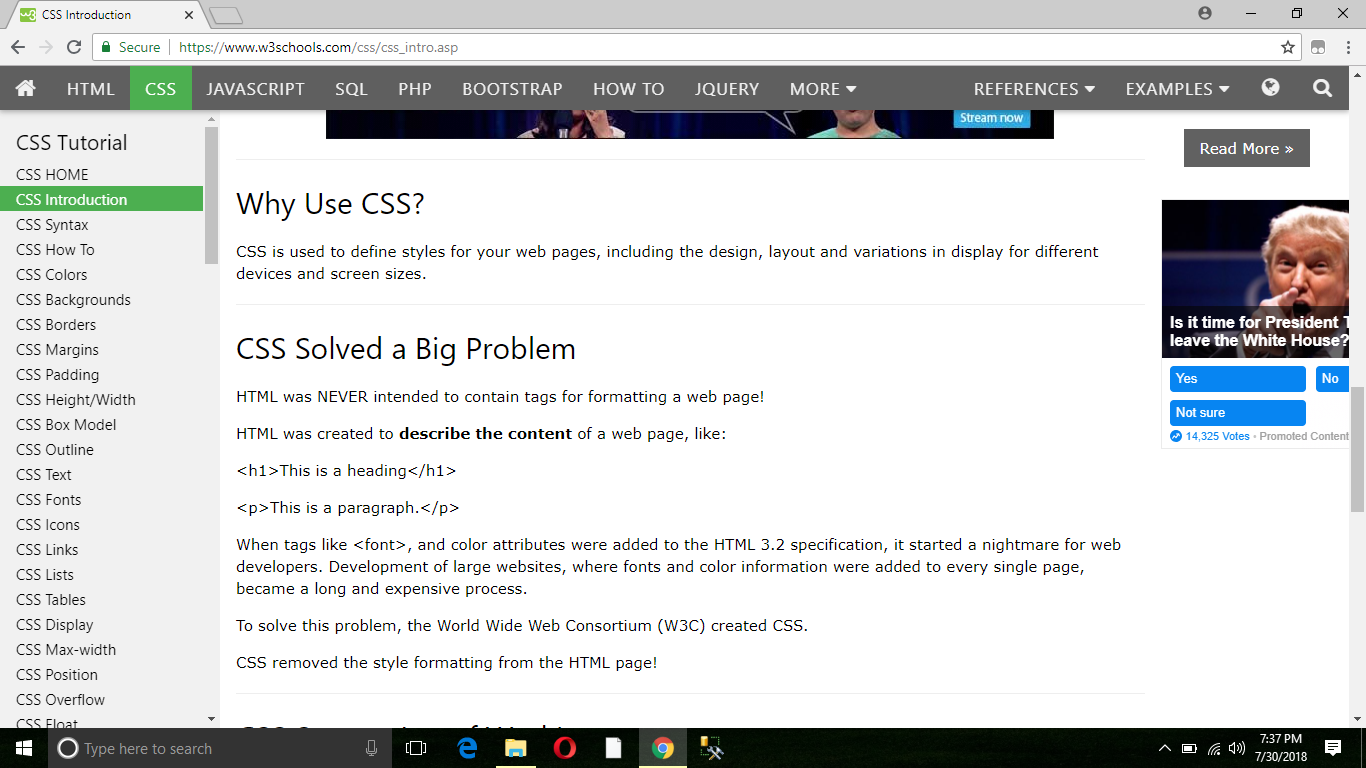 CSS Introduction
Secure
https://www.w3schools.com/css/css_intro.asp
HTML CSS JAVASCRIPT SQL PHP BOOTSTRAP HOW TO JQUERY MORE REFERENCES EXAMPLES
CSS Tutorial
CSS HOME
CSS Introduction
CSS Syntax
CSS How To
CSS Colors
CSS Backgrounds
CSS Borders
CSS Margins
CSS Padding
CSS Height/Width
CSS Box Model
CSS Outline
CSS Text
CSS Fonts
CSS Icons
CSS Links
CSS Lists
CSS Tables
CSS Display
CSS Max-width
CSS Position
CSS Overflow
CSS Float
Stream now
Why Use CSS?
CSS is used to define styles for your web pages, including the design, layout and variations in display for different
devices and screen sizes.
CSS Solved a Big Problem
HTML was NEVER intended to contain tags for formatting a web page!
HTML was created to describe the content of a web page, like:
<h1>This is a heading</h1>
<p>This is a paragraph.</p>
When tags like <font>, and color attributes were added to the HTML 3.2 specification, it started a nightmare for web
developers. Development of large websites, where fonts and color information were added to every single page,
became a long and expensive process.
To solve this problem, the World Wide Web Consortium (W3C) created CSS.
CSS removed the style formatting from the HTML page!
Read More »
Is it time for President T
leave the White House?
Yes
No
Not sure
14,325 Votes • Promoted Content
Type here to search
7:37 PM
7/30/2018